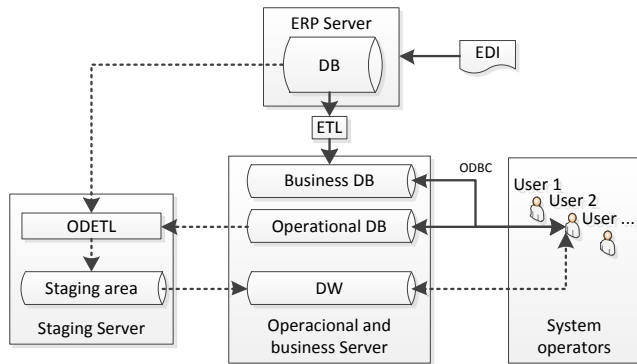 ERP Server
DB
EDI
ETL
Business DB
ODBC
User 1
User 2
User ...
ODETL
Operational DB
Staging area
DW
Staging Server
Operacional and
business Server
System
operators